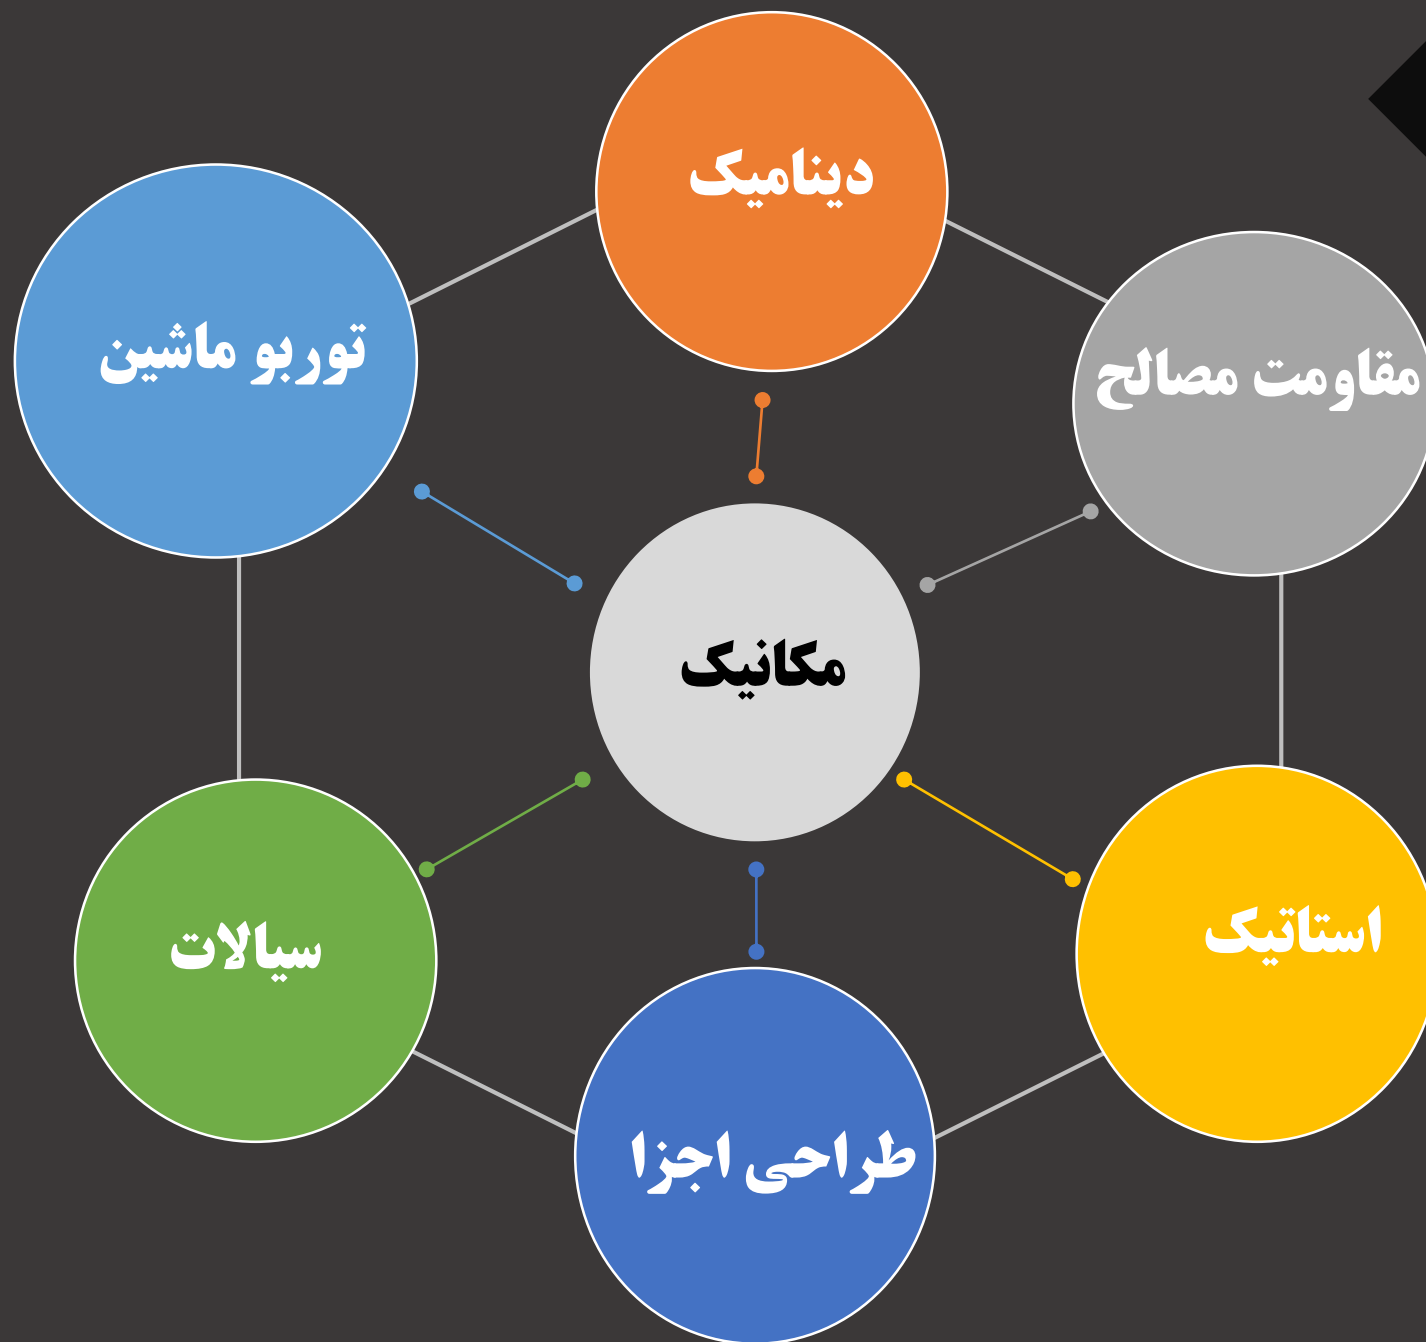 دینامیک
توربو ماشین
مقاومت مصالح
مکانیک
استاتیک
سیالات
طراحی اجزا